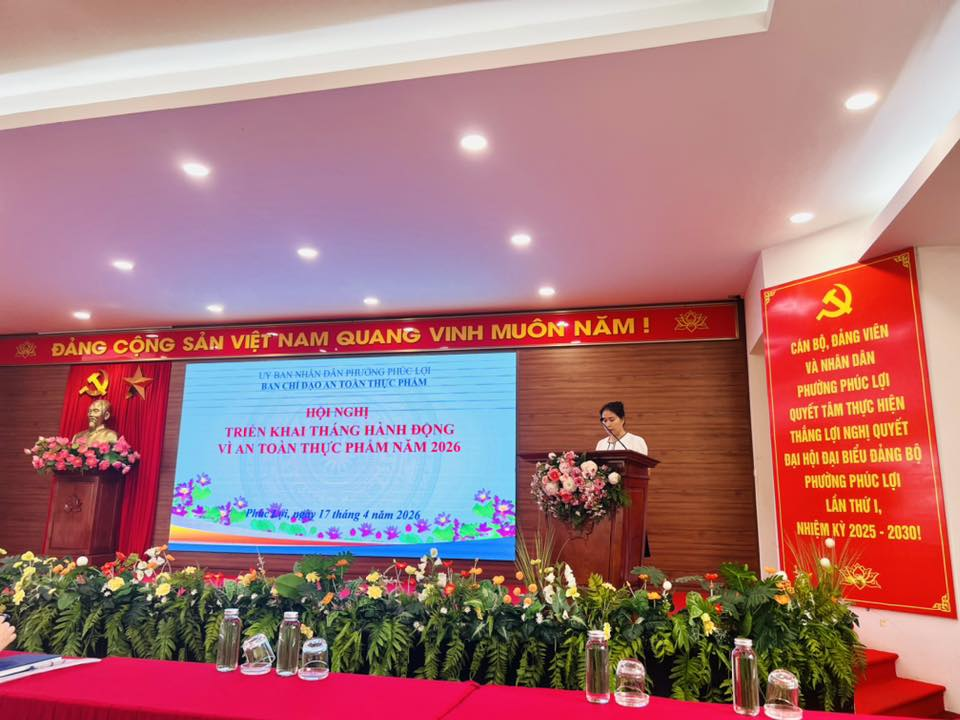 ĐẢNG CỘNG SẢN VIỆT NAM QUANG VINH MUÔN NĂM !
UỶ BAN NHÂN DÂN PHƯỜNG PHÚC LỢI
BAN CHỈ ĐẠO AN TOÀN THỰC PHẨM
HỘI NGHỊ
TRIỂN KHAI THÁNG HÀNH ĐỘNG
VÌ AN TOÀN THỰC PHẨM NĂM 2026
Phúc Lợi, ngày 17 tháng 4 năm 2026
CÁN BỘ, ĐẢNG VIÊN
VÀ NHÂN DÂN
PHƯỜNG PHÚC LỢI
QUYẾT TÂM THỰC HIỆN
THẮNG LỢI NGHỊ QUYẾT
ĐẠI HỘI ĐẠI BIỂU ĐẢNG BỘ
PHƯỜNG PHÚC LỢI
LẦN THỨ I,
NHIỆM KỲ 2025 - 2030!